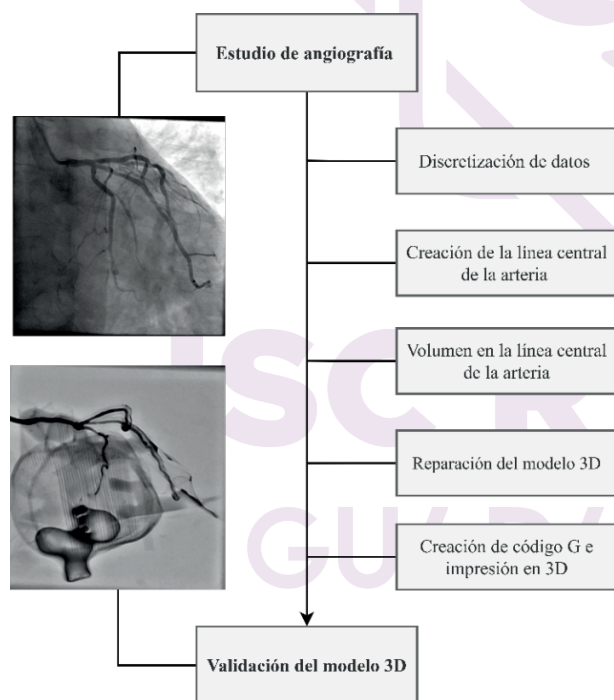 Estudio de angiografía
Discretización de datos
Creación de la línea central
de la arteria
Volumen en la línea central
de la arteria
Reparación del modelo 3D
Creación de código G e
impresión en 3D
Validación del modelo 3D